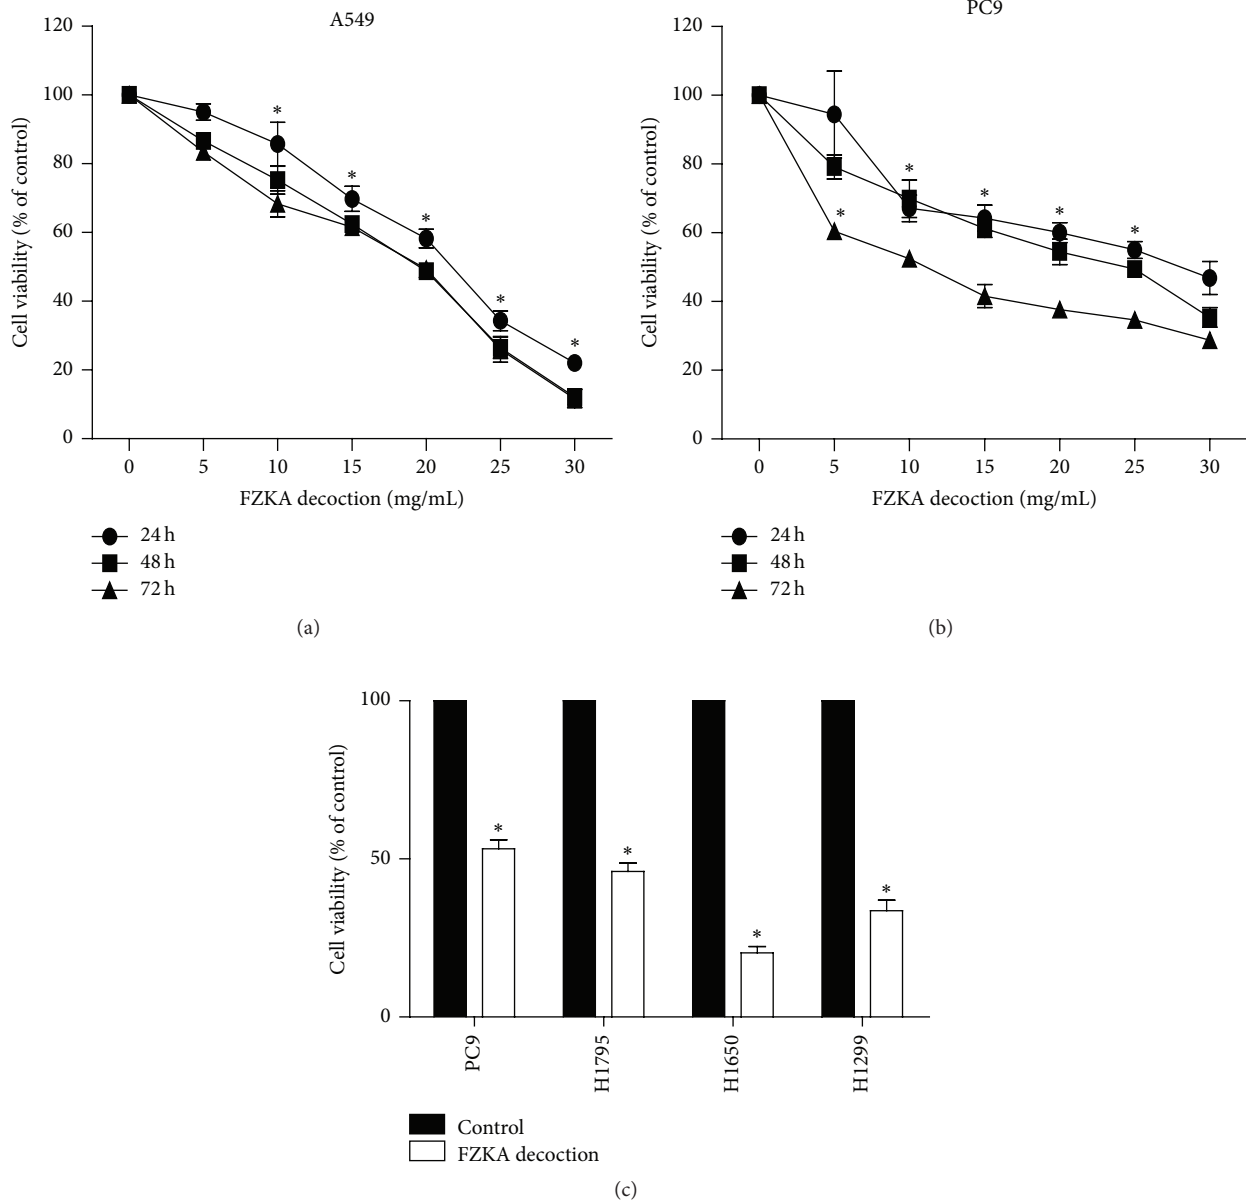 A549
120
100
80
60
40
20
0
Cell viability (% of control)
* * * * * *
0 5 10 15 20 25 30
FZKA decoction (mg/mL)
24 h
48 h
72 h
(a)
PC9
120
100
80
60
40
20
0
Cell viability (% of control)
* * * * * *
0 5 10 15 20 25 30
FZKA decoction (mg/mL)
24 h
48 h
72 h
(b)
100
50
0
Cell viability (% of control)
* * * *
PC9
H1795
H1650
H1299
Control
FZKA decoction
(c)